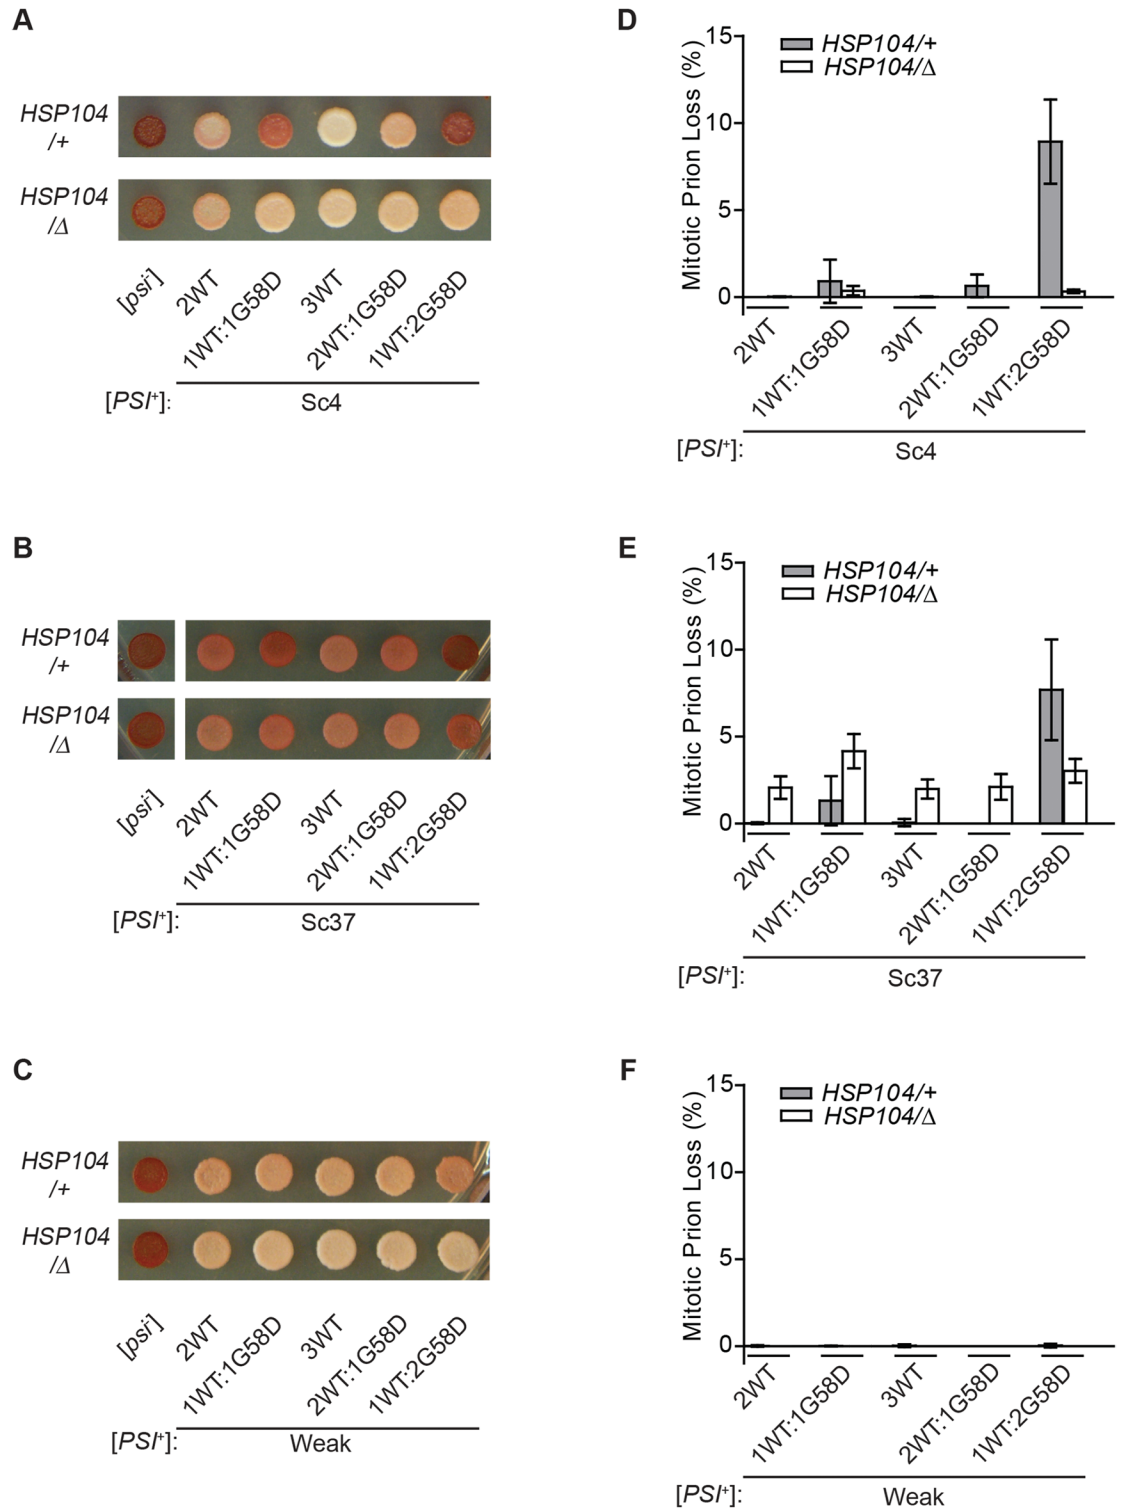 A
HSP104
/+
HSP104
/Δ
[psi-]
2WT
1WT:1G58D
3WT
2WT:1G58D
1WT:2G58D
[PSI+]:
Sc4
D
Mitotic Prion Loss (%)
15
10
5
0
HSP104/+
HSP104/Δ
2WT
1WT:1G58D
3WT
2WT:1G58D
1WT:2G58D
[PSI+]:
Sc4
B
HSP104
/+
HSP104
/Δ
[psi-]
2WT
1WT:1G58D
3WT
2WT:1G58D
1WT:2G58D
[PSI+]:
Sc37
E
Mitotic Prion Loss (%)
15
10
5
0
HSP104/+
HSP104/Δ
2WT
1WT:1G58D
3WT
2WT:1G58D
1WT:2G58D
[PSI+]:
Sc37
C
HSP104
/+
HSP104
/Δ
[psi-]
2WT
1WT:1G58D
3WT
2WT:1G58D
1WT:2G58D
[PSI+]:
Weak
F
Mitotic Prion Loss (%)
15
10
5
0
HSP104/+
HSP104/Δ
2WT
1WT:1G58D
3WT
2WT:1G58D
1WT:2G58D
[PSI+]:
Weak